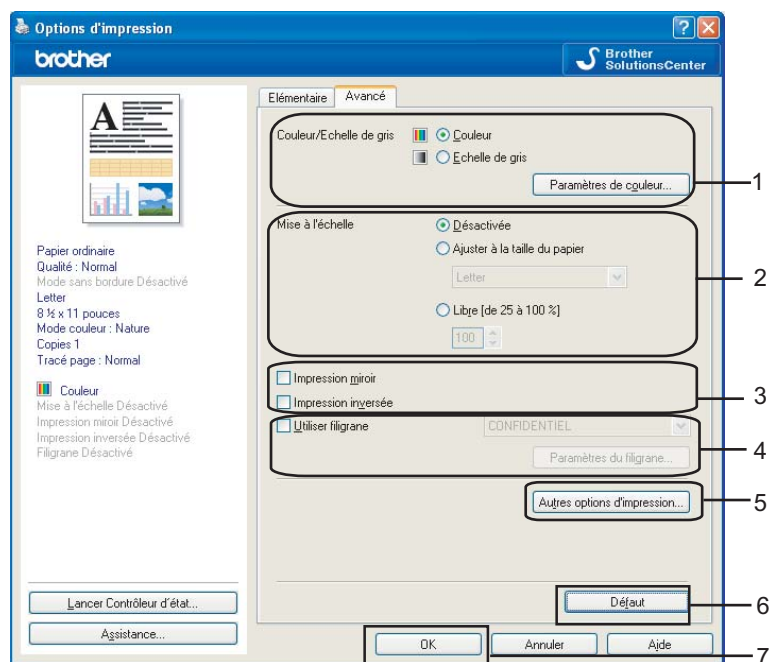 Options d'impression
brother
Brother
SolutionsCenter
Elémentaire
Avancé
Couleur/Echelle de gris
Couleur
Echelle de gris
Paramètres de couleur...
1
Mise à l'échelle
Désactivée
Ajuster à la taille du papier
Letter
Libre [de 25 à 100 %]
100
2
Impression miroir
Impression inversée
3
Utiliser filigrane
CONFIDENTIEL
Paramètres du filigrane...
4
Autres options d'impression...
5
Défaut
6
OK
Annuler
Aide
7
A
Papier ordinaire
Qualité : Normal
Mode sans bordure Désactivé
Letter
8 ½ x 11 pouces
Mode couleur : Nature
Copies 1
Tracé page : Normal
Couleur
Mise à l'échelle Désactivé
Impression miroir Désactivé
Impression inversée Désactivé
Filigrane Désactivé
Lancer Contrôleur d´état...
Assistance...